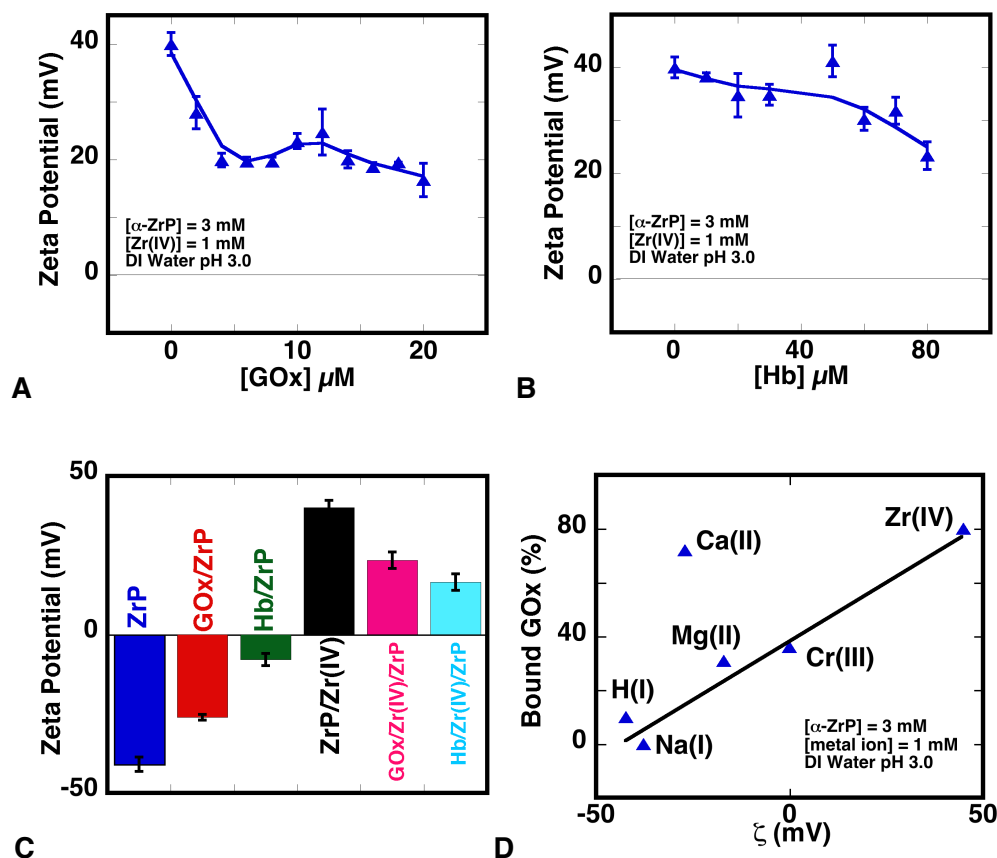 Zeta Potential (mV)
40
20
0
[α-ZrP] = 3 mM
[Zr(IV)] = 1 mM
DI Water pH 3.0
0
10
20
[GOx] µM
A
Zeta Potential (mV)
40
20
0
[α-ZrP] = 3 mM
[Zr(IV)] = 1 mM
DI Water pH 3.0
0
40
80
[Hb] µM
B
Zeta Potential (mV)
50
0
-50
ZrP
GOx/ZrP
Hb/ZrP
ZrP/Zr(IV)
GOx/Zr(IV)/ZrP
Hb/Zr(IV)/ZrP
C
Bound GOx (%)
80
40
0
Zr(IV)
Ca(II)
Mg(II)
Cr(III)
H(I)
Na(I)
[α-ZrP] = 3 mM
[metal ion] = 1 mM
DI Water pH 3.0
-50
0
50
ζ (mV)
D